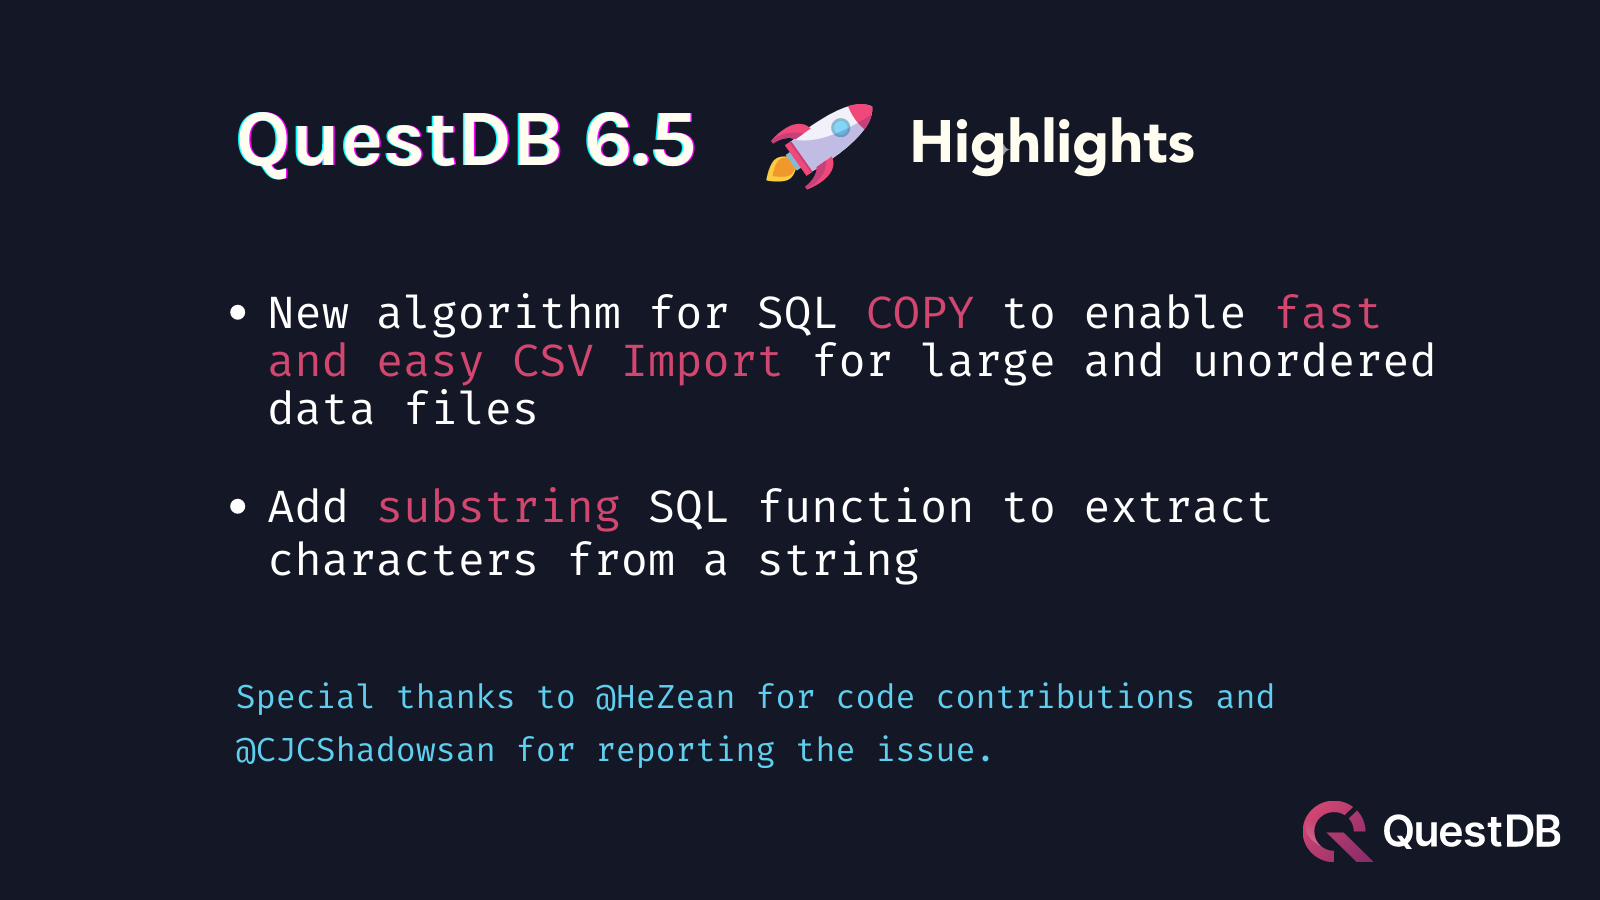 QuestDB 6.5 Highlights
• New algorithm for SQL COPY to enable fast
and easy CSV Import for large and unordered
data files
• Add substring SQL function to extract
characters from a string
Special thanks to @HeZean for code contributions and
@CJCShadowsan for reporting the issue.
QuestDB